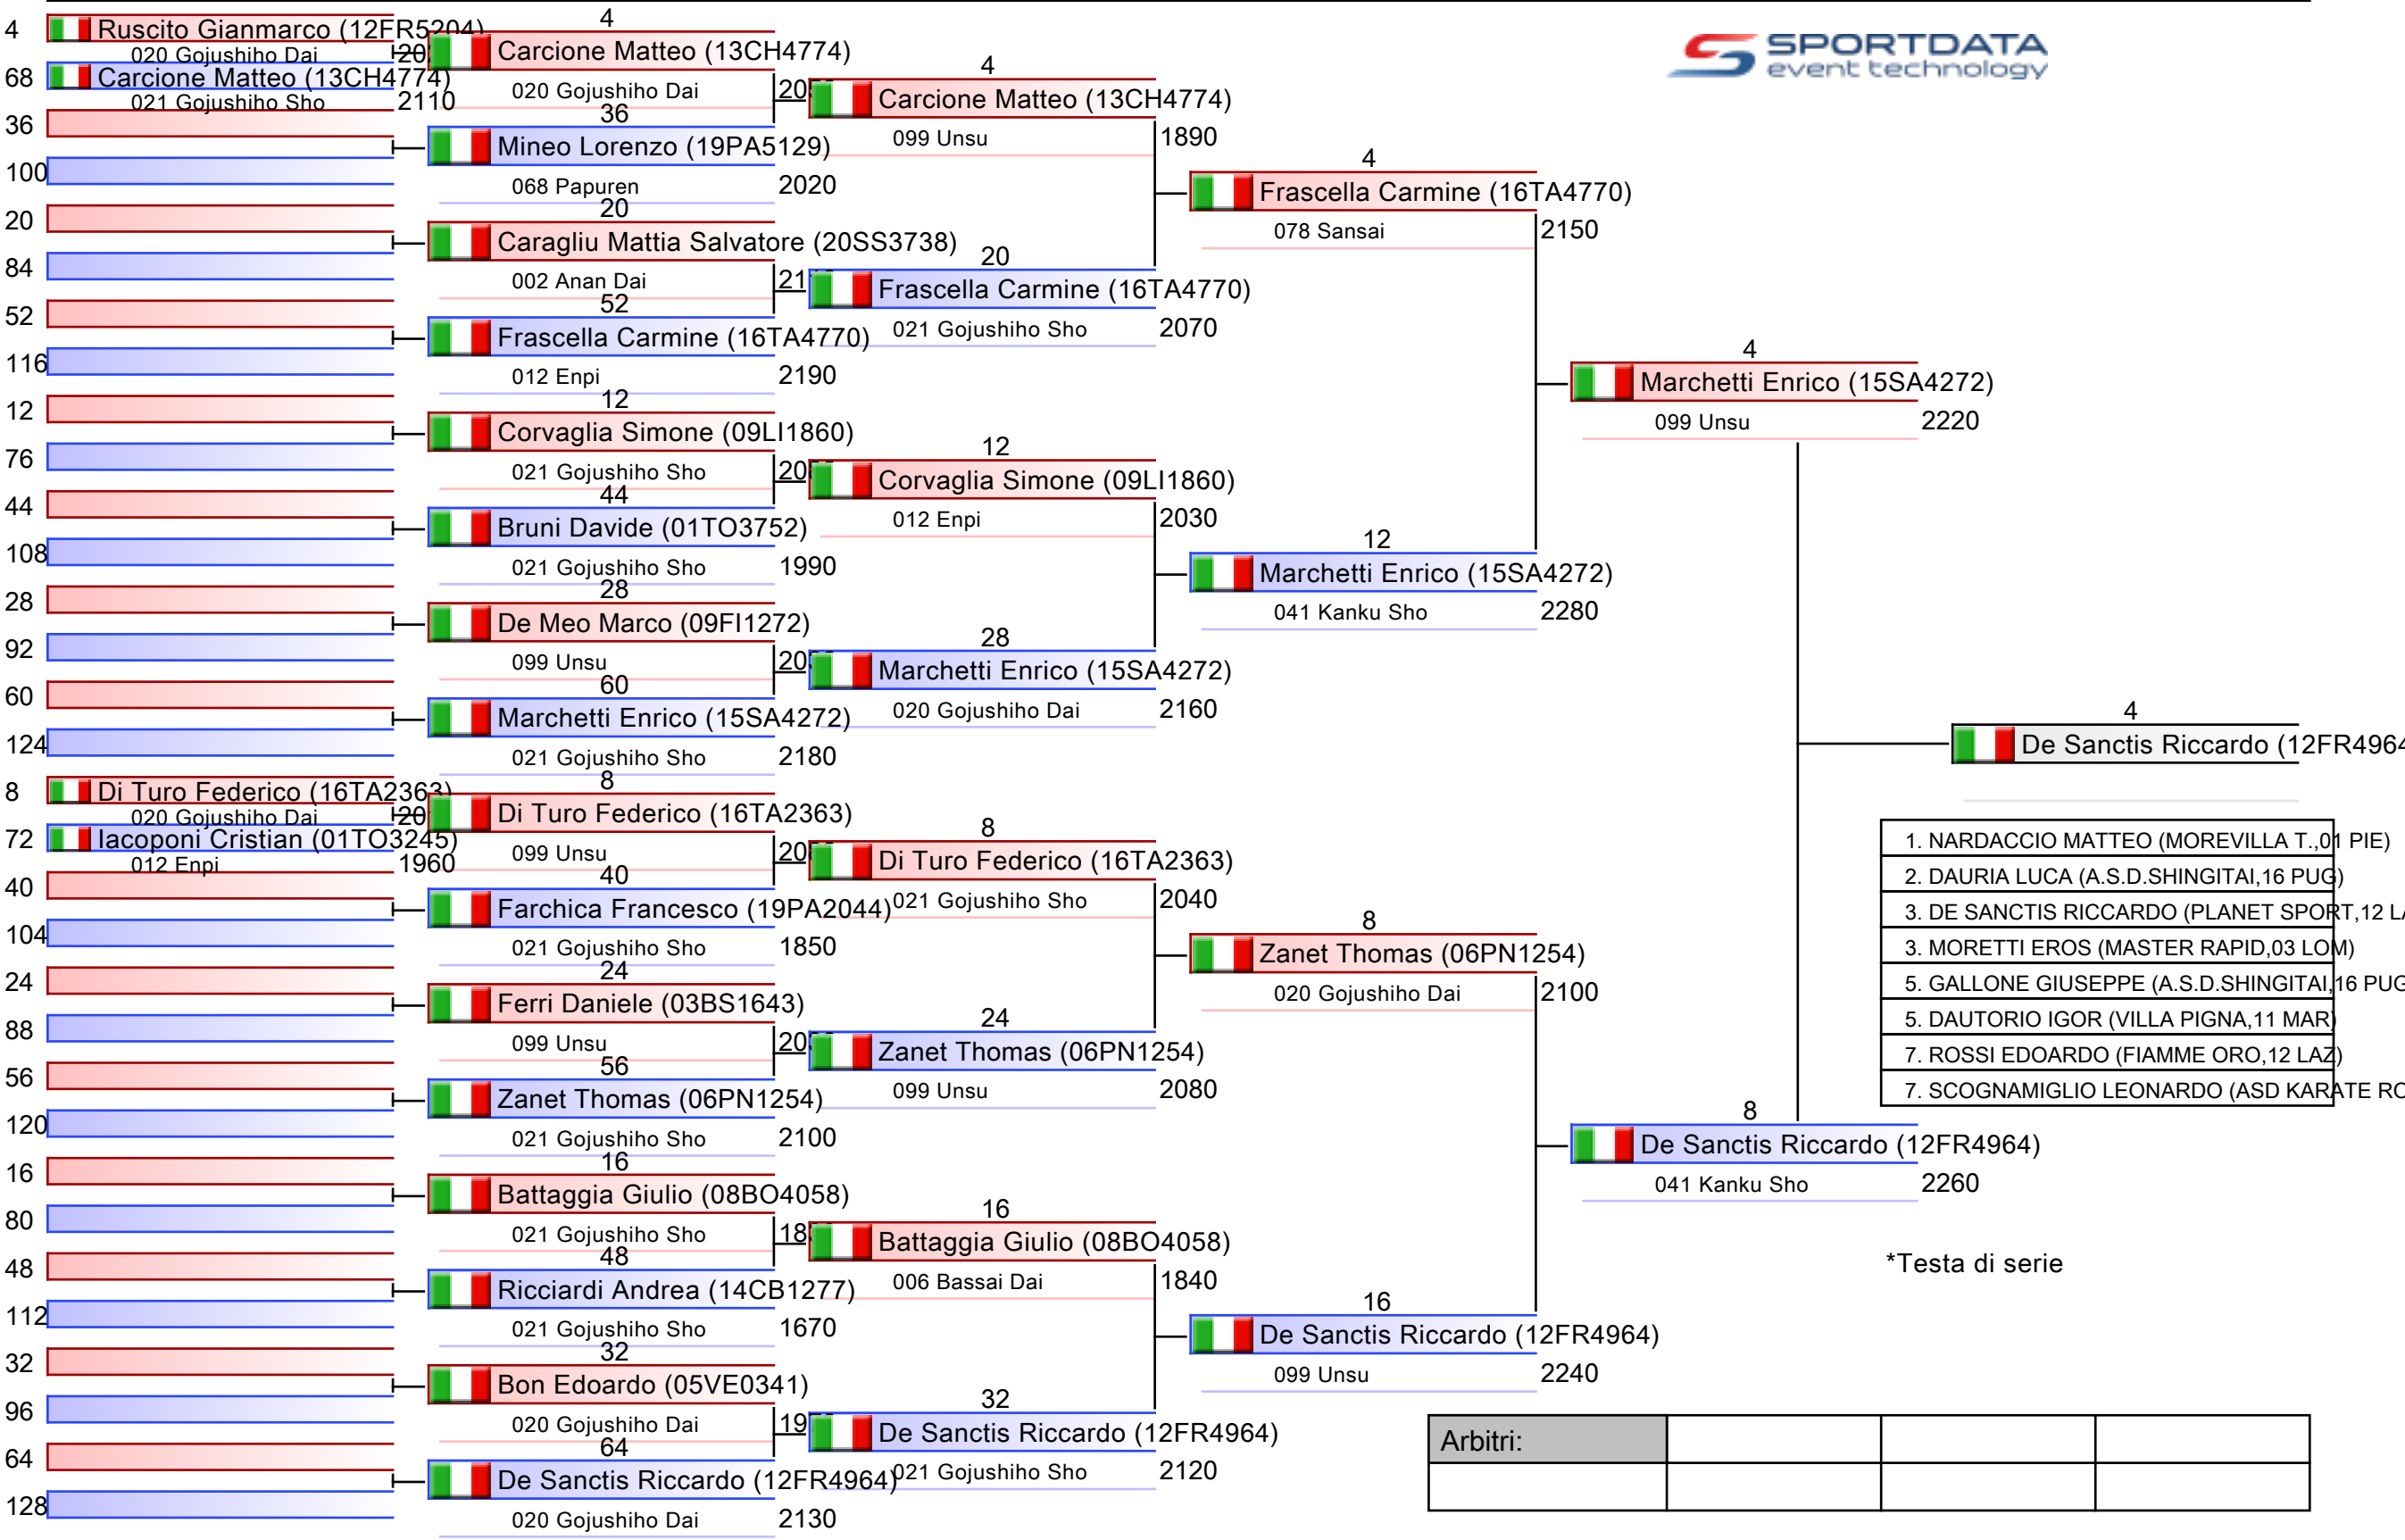 SPORTDATA
event technology
4
Ruscito Gianmarco (12FR5204)
020 Gojushiho Dai
68
Carcione Matteo (13CH4774)
021 Gojushiho Sho
2110
36
100
20
84
52
116
12
76
44
108
28
92
60
124
8
Di Turo Federico (16TA2363)
020 Gojushiho Dai
72
Iacoponi Cristian (01TO3245)
012 Enpi
1960
40
104
24
88
56
120
16
80
48
112
32
96
64
128
4
Carcione Matteo (13CH4774)
020 Gojushiho Dai
36
Mineo Lorenzo (19PA5129)
068 Papuren
2020
20
Caragliu Mattia Salvatore (20SS3738)
002 Anan Dai
52
Frascella Carmine (16TA4770)
012 Enpi
2190
12
Corvaglia Simone (09LI1860)
021 Gojushiho Sho
44
Bruni Davide (01TO3752)
021 Gojushiho Sho
1990
28
De Meo Marco (09FI1272)
099 Unsu
60
Marchetti Enrico (15SA4272)
021 Gojushiho Sho
2180
8
Di Turo Federico (16TA2363)
099 Unsu
40
Farchica Francesco (19PA2044)
021 Gojushiho Sho
1850
24
Ferri Daniele (03BS1643)
099 Unsu
56
Zanet Thomas (06PN1254)
021 Gojushiho Sho
2100
16
Battaggia Giulio (08BO4058)
021 Gojushiho Sho
48
Ricciardi Andrea (14CB1277)
021 Gojushiho Sho
1670
32
Bon Edoardo (05VE0341)
020 Gojushiho Dai
64
De Sanctis Riccardo (12FR4964)
020 Gojushiho Dai
2130
4
Carcione Matteo (13CH4774)
099 Unsu
1890
20
Frascella Carmine (16TA4770)
021 Gojushiho Sho
2070
12
Corvaglia Simone (09LI1860)
012 Enpi
2030
28
Marchetti Enrico (15SA4272)
020 Gojushiho Dai
2160
8
Di Turo Federico (16TA2363)
021 Gojushiho Sho
2040
24
Zanet Thomas (06PN1254)
099 Unsu
2080
16
Battaggia Giulio (08BO4058)
006 Bassai Dai
1840
32
De Sanctis Riccardo (12FR4964)
021 Gojushiho Sho
2120
4
Frascella Carmine (16TA4770)
078 Sansai
2150
12
Marchetti Enrico (15SA4272)
041 Kanku Sho
2280
8
Zanet Thomas (06PN1254)
020 Gojushiho Dai
2100
16
De Sanctis Riccardo (12FR4964)
099 Unsu
2240
4
Marchetti Enrico (15SA4272)
099 Unsu
2220
8
De Sanctis Riccardo (12FR4964)
041 Kanku Sho
2260
4
De Sanctis Riccardo (12FR4964
1. NARDACCIO MATTEO (MOREVILLA T.,01 PIE)
2. DAURIA LUCA (A.S.D.SHINGITAI,16 PUG)
3. DE SANCTIS RICCARDO (PLANET SPORT,12 LA
3. MORETTI EROS (MASTER RAPID,03 LOM)
5. GALLONE GIUSEPPE (A.S.D.SHINGITAI,16 PUG
5. DAUTORIO IGOR (VILLA PIGNA,11 MAR)
7. ROSSI EDOARDO (FIAMME ORO,12 LAZ)
7. SCOGNAMIGLIO LEONARDO (ASD KARATE RO
*Testa di serie
Arbitri: